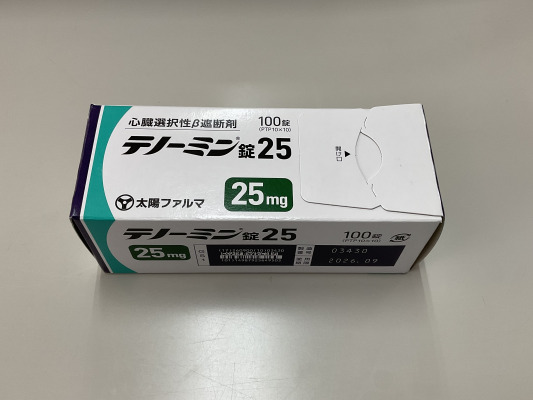 心臓選択性β遮断剤
100錠
(PTP10×10)
テノーミン®錠25
開け口
太陽ファルマ
25mg
テノーミン®錠25
100錠
(PTP10×10)
25mg
03430
2026.09